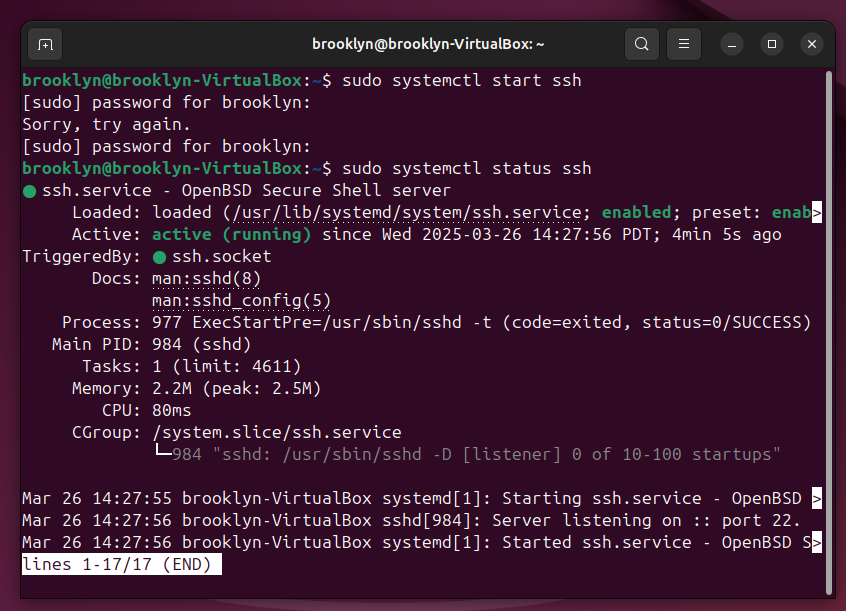 brooklyn@brooklyn-VirtualBox: ~
brooklyn@brooklyn-VirtualBox:~$ sudo systemctl start ssh
[sudo] password for brooklyn:
Sorry, try again.
[sudo] password for brooklyn:
brooklyn@brooklyn-VirtualBox:~$ sudo systemctl status ssh
● ssh.service - OpenBSD Secure Shell server
Loaded: loaded (/usr/lib/systemd/system/ssh.service; enabled; preset: enab>
Active: active (running) since Wed 2025-03-26 14:27:56 PDT; 4min 5s ago
TriggeredBy: ● ssh.socket
Docs: man:sshd(8)
man:sshd_config(5)
Process: 977 ExecStartPre=/usr/sbin/sshd -t (code=exited, status=0/SUCCESS)
Main PID: 984 (sshd)
Tasks: 1 (limit: 4611)
Memory: 2.2M (peak: 2.5M)
CPU: 80ms
CGroup: /system.slice/ssh.service
└─984 "sshd: /usr/sbin/sshd -D [listener] 0 of 10-100 startups"
Mar 26 14:27:55 brooklyn-VirtualBox systemd[1]: Starting ssh.service - OpenBSD >
Mar 26 14:27:56 brooklyn-VirtualBox sshd[984]: Server listening on :: port 22.
Mar 26 14:27:56 brooklyn-VirtualBox systemd[1]: Started ssh.service - OpenBSD S>
lines 1-17/17 (END)